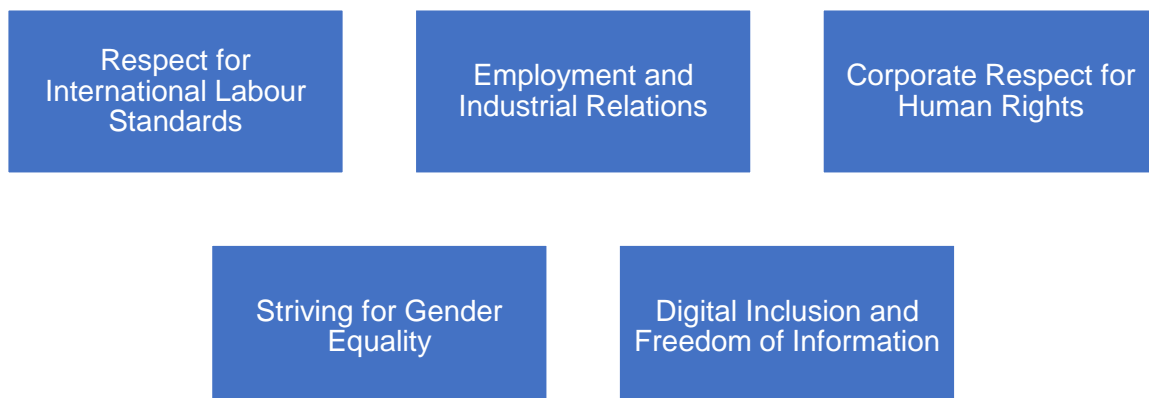 Respect for
International Labour
Standards
Employment and
Industrial Relations
Corporate Respect for
Human Rights
Striving for Gender
Equality
Digital Inclusion and
Freedom of Information